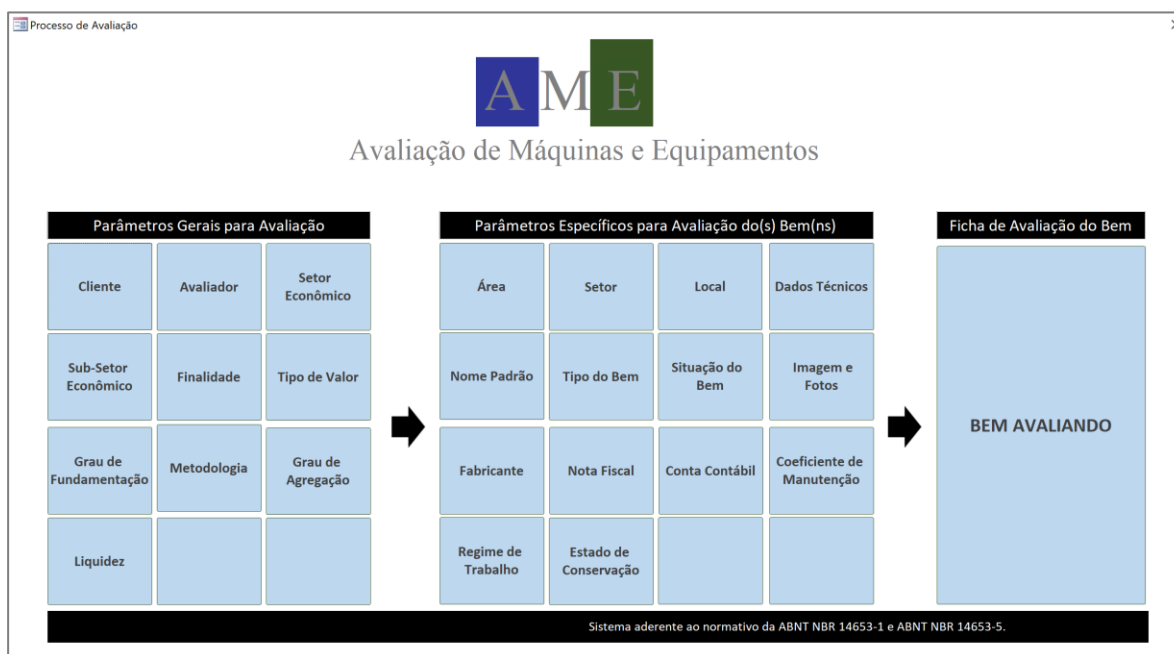 Processo de Avaliação
AME
Avaliação de Máquinas e Equipamentos
Parâmetros Gerais para Avaliação
Cliente
Avaliador
Setor
Econômico
Sub-Setor
Econômico
Finalidade
Tipo de Valor
Grau de
Fundamentação
Metodologia
Grau de
Agregação
Liquidez
Parâmetros Específicos para Avaliação do(s) Bem(ns)
Área
Setor
Local
Dados Técnicos
Nome Padrão
Tipo do Bem
Situação do
Bem
Imagem e
Fotos
Fabricante
Nota Fiscal
Conta Contábil
Coeficiente de
Manutenção
Regime de
Trabalho
Estado de
Conservação
Ficha de Avaliação do Bem
BEM AVALIANDO
Sistema aderente ao normativo da ABNT NBR 14653-1 e ABNT NBR 14653-5.